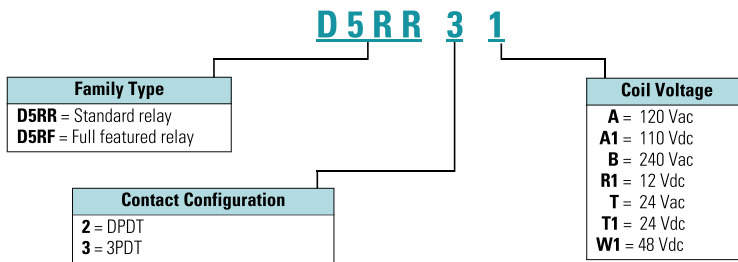 D5RR 3 1
Family Type
D5RR = Standard relay
D5RF = Full featured relay
Contact Configuration
2 = DPDT
3 = 3PDT
Coil Voltage
A = 120 Vac
A1 = 110 Vdc
B = 240 Vac
R1 = 12 Vdc
T = 24 Vac
T1 = 24 Vdc
W1 = 48 Vdc